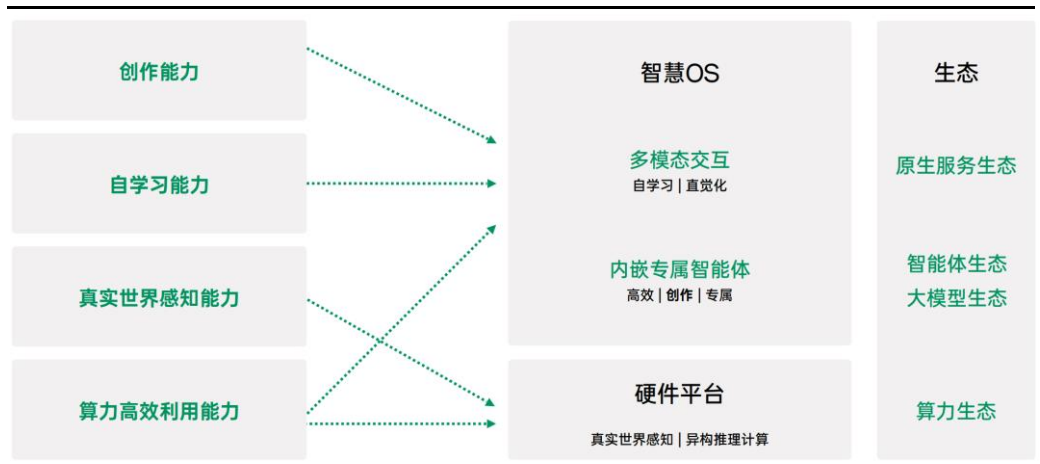 创作能力
自学习能力
真实世界感知能力
算力高效利用能力
智慧OS
多模态交互
自学习 | 直觉化
内嵌专属智能体
高效 | 创作 | 专属
硬件平台
真实世界感知 | 异构推理计算
生态
原生服务生态
智能体生态
大模型生态
算力生态